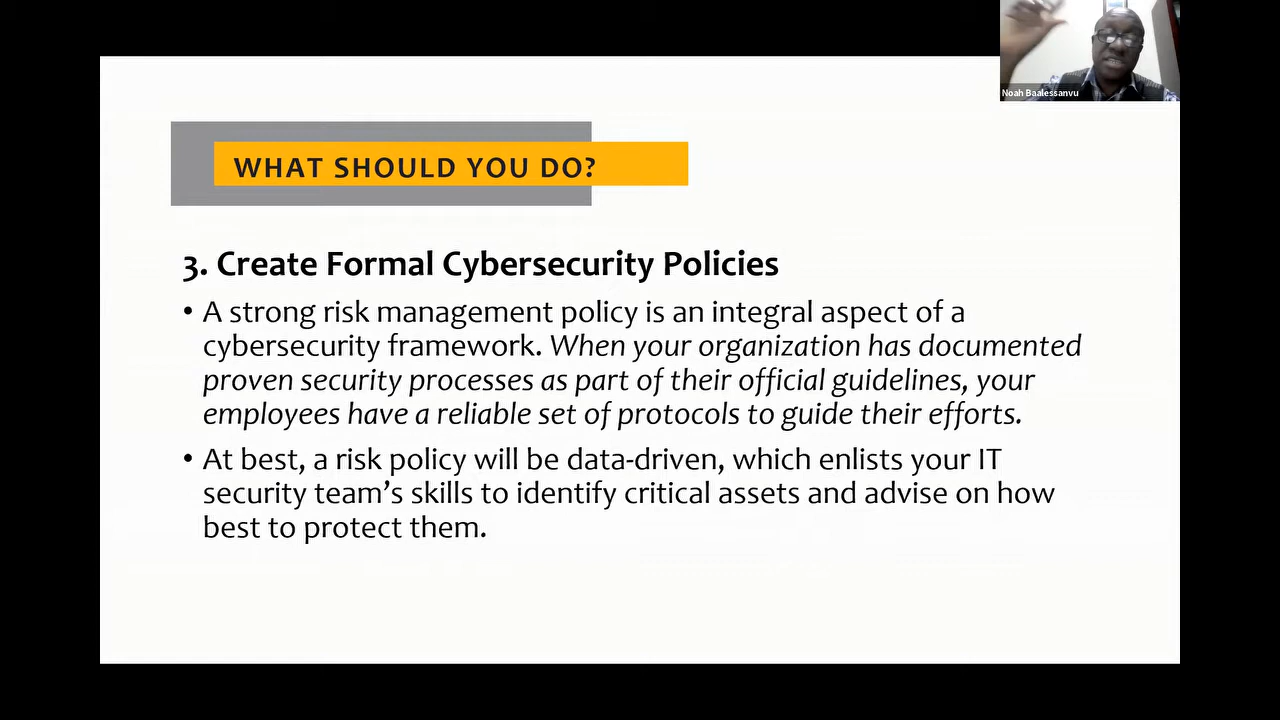 Noah Baalessanvu
WHAT SHOULD YOU DO?
3. Create Formal Cybersecurity Policies
• A strong risk management policy is an integral aspect of a
cybersecurity framework. When your organization has documented
proven security processes as part of their official guidelines, your
employees have a reliable set of protocols to guide their efforts.
• At best, a risk policy will be data-driven, which enlists your IT
security team’s skills to identify critical assets and advise on how
best to protect them.